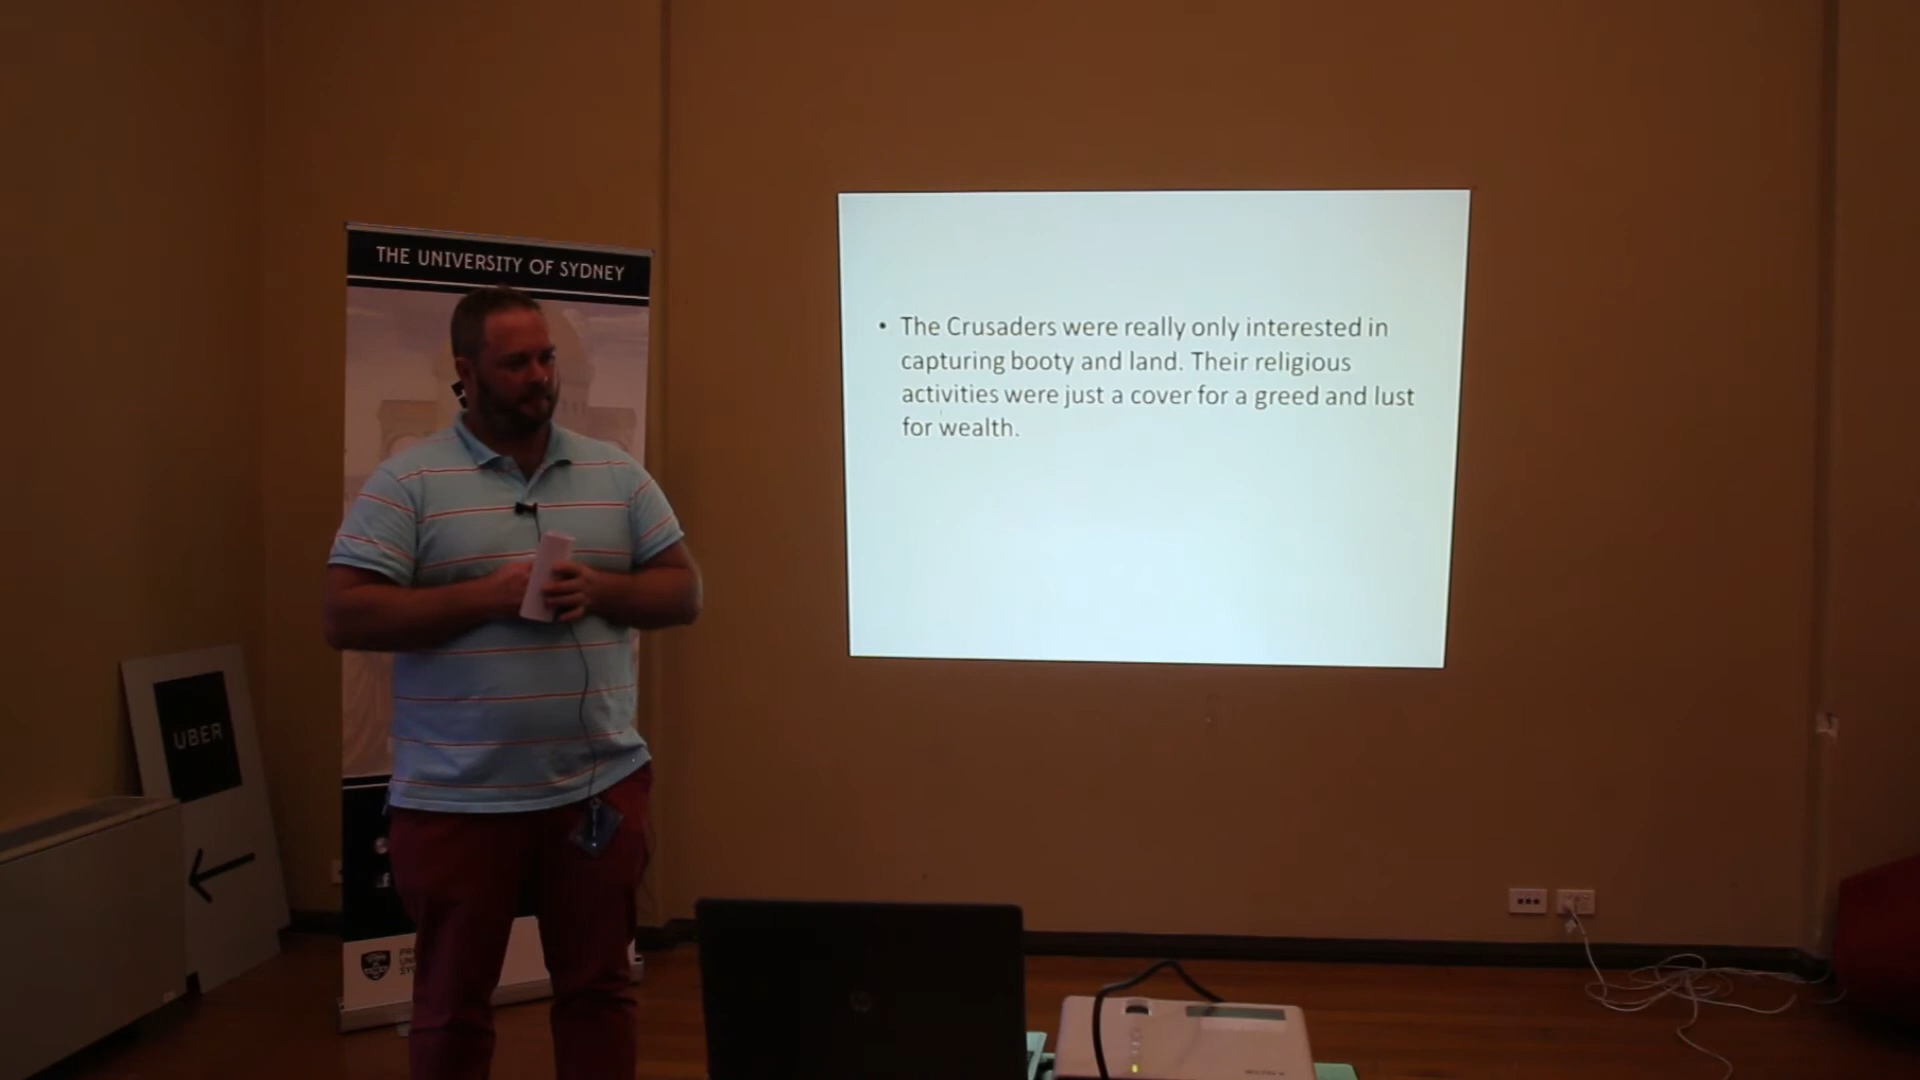 THE UNIVERSITY OF SYDNEY
• The Crusaders were really only interested in
capturing booty and land. Their religious
activities were just a cover for a greed and lust
for wealth.
UBER